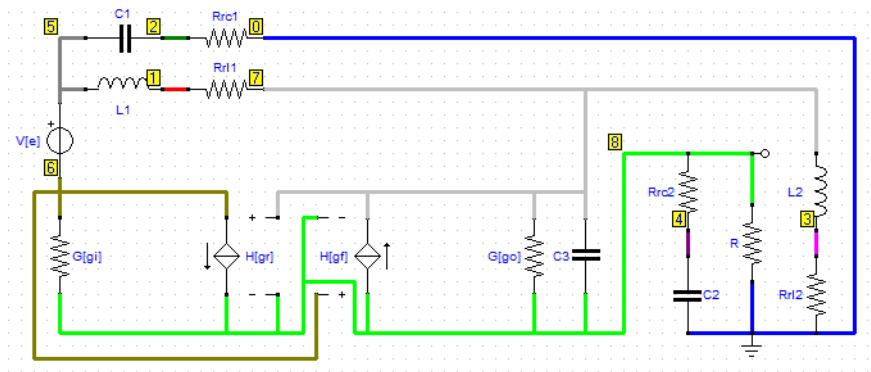 C1
Rrc1
5
2
0
Rrl1
1
7
L1
V[e]
+
8
6
Rrc2
L2
+
-
-
4
3
G[gi]
H[gr]
H[gf]
G[go]
C3
R
-
-
+
C2
Rrl2